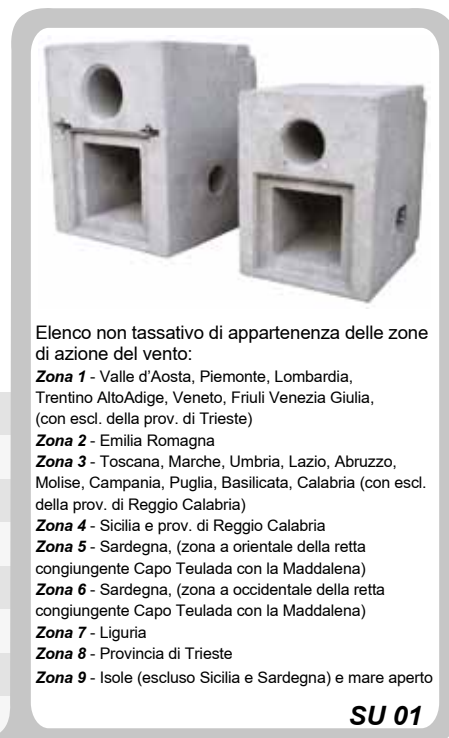 Elenco non tassativo di appartenenza delle zone
di azione del vento:
Zona 1 - Valle d’Aosta, Piemonte, Lombardia,
Trentino AltoAdige, Veneto, Friuli Venezia Giulia,
(con escl. della prov. di Trieste)
Zona 2 - Emilia Romagna
Zona 3 - Toscana, Marche, Umbria, Lazio, Abruzzo,
Molise, Campania, Puglia, Basilicata, Calabria (con escl.
della prov. di Reggio Calabria)
Zona 4 - Sicilia e prov. di Reggio Calabria
Zona 5 - Sardegna, (zona a orientale della retta
congiungente Capo Teulada con la Maddalena)
Zona 6 - Sardegna, (zona a occidentale della retta
congiungente Capo Teulada con la Maddalena)
Zona 7 - Liguria
Zona 8 - Provincia di Trieste
Zona 9 - Isole (escluso Sicilia e Sardegna) e mare aperto
SU 01